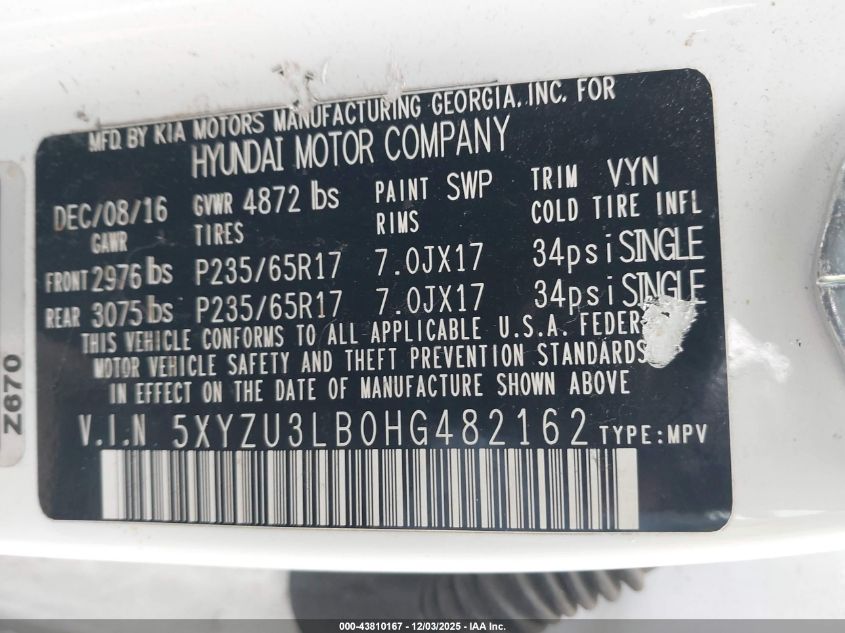 MFD. BY KIA MOTORS MANUFACTURING GEORGIA, INC. FOR
HYUNDAI MOTOR COMPANY
DEC/08/16 GVWR 4872 lbs PAINT SWP TRIM VYN
GAWR TIRES RIMS COLD TIRE INFL
FRONT 2976 lbs P235/65R17 7.0JX17 34psi SINGLE
REAR 3075 lbs P235/65R17 7.0JX17 34psi SINGLE
THIS VEHICLE CONFORMS TO ALL APPLICABLE U.S.A.
MOTOR VEHICLE SAFETY AND THEFT PREVENTION STANDARDS
IN EFFECT ON THE DATE OF MANUFACTURE SHOWN ABOVE
V.I.N 5XYZU3LB0HG482162 TYPE:MPV
Z670
000-43810167 - 12/03/2025 - IAA Inc.